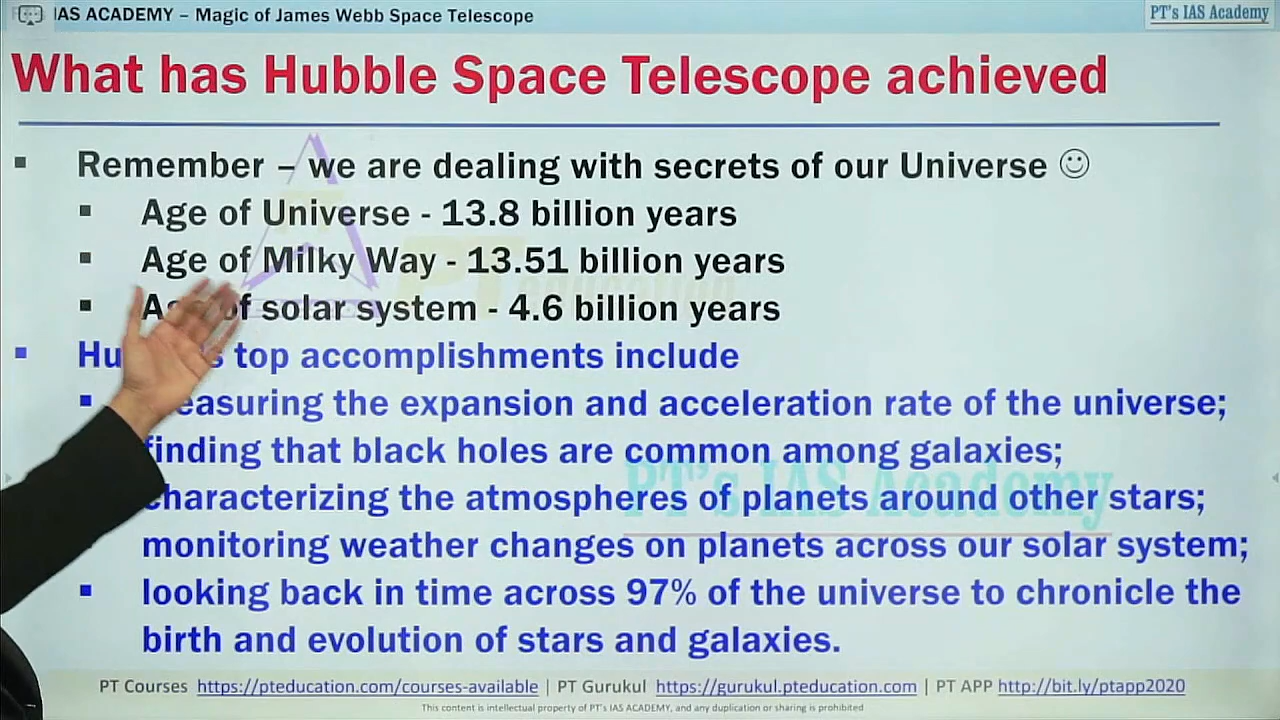 IAS ACADEMY – Magic of James Webb Space Telescope
PT's IAS Academy
What has Hubble Space Telescope achieved
▪ Remember – we are dealing with secrets of our Universe ☺
▪ Age of Universe - 13.8 billion years
▪ Age of Milky Way - 13.51 billion years
▪ of solar system - 4.6 billion years
▪ top accomplishments include
▪ the expansion and acceleration rate of the universe;
finding that black holes are common among galaxies;
characterizing the atmospheres of planets around other stars;
monitoring weather changes on planets across our solar system;
▪ looking back in time across 97% of the universe to chronicle the
birth and evolution of stars and galaxies.
PT education
PT's IAS Academy
PT Courses https://pteducation.com/courses-available | PT Gurukul https://gurukul.pteducation.com | PT APP http://bit.ly/ptapp2020
This content is intellectual property of PT's IAS ACADEMY, and any duplication or sharing is prohibited